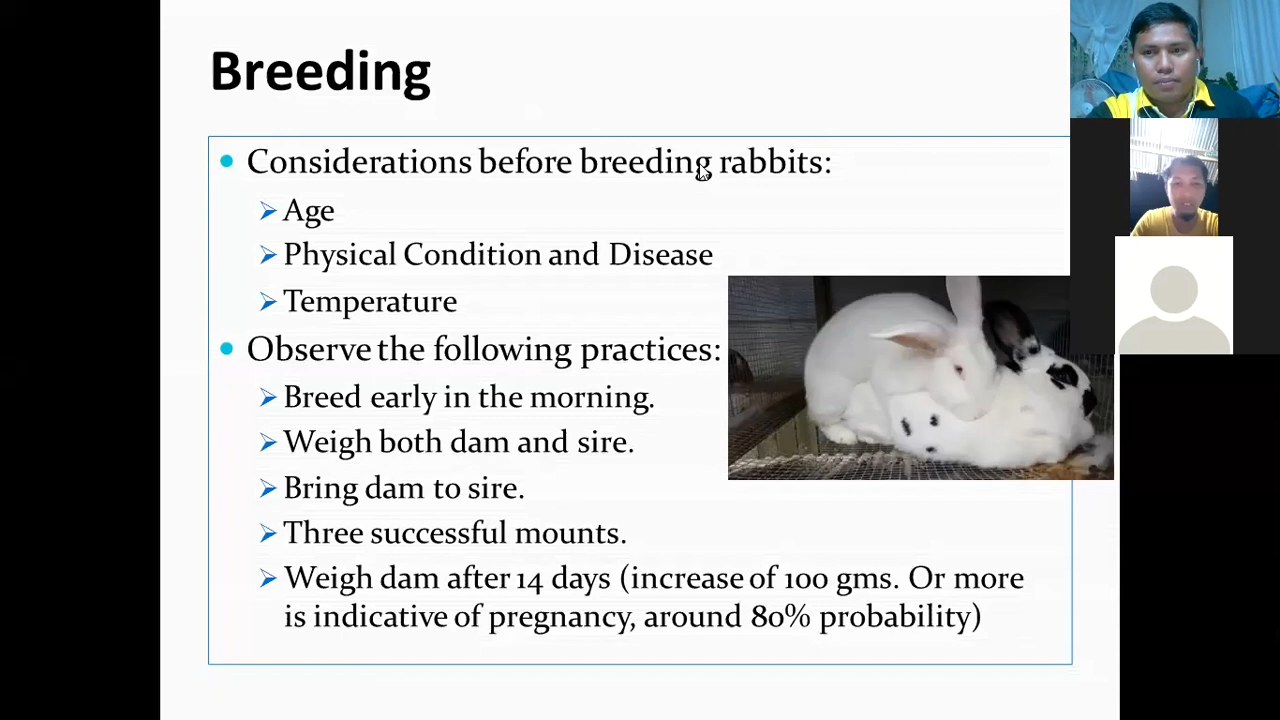 Breeding
Considerations before breeding rabbits:
Age
Physical Condition and Disease
Temperature
Observe the following practices:
Breed early in the morning.
Weigh both dam and sire.
Bring dam to sire.
Three successful mounts.
Weigh dam after 14 days (increase of 100 gms. Or more
is indicative of pregnancy, around 80% probability)